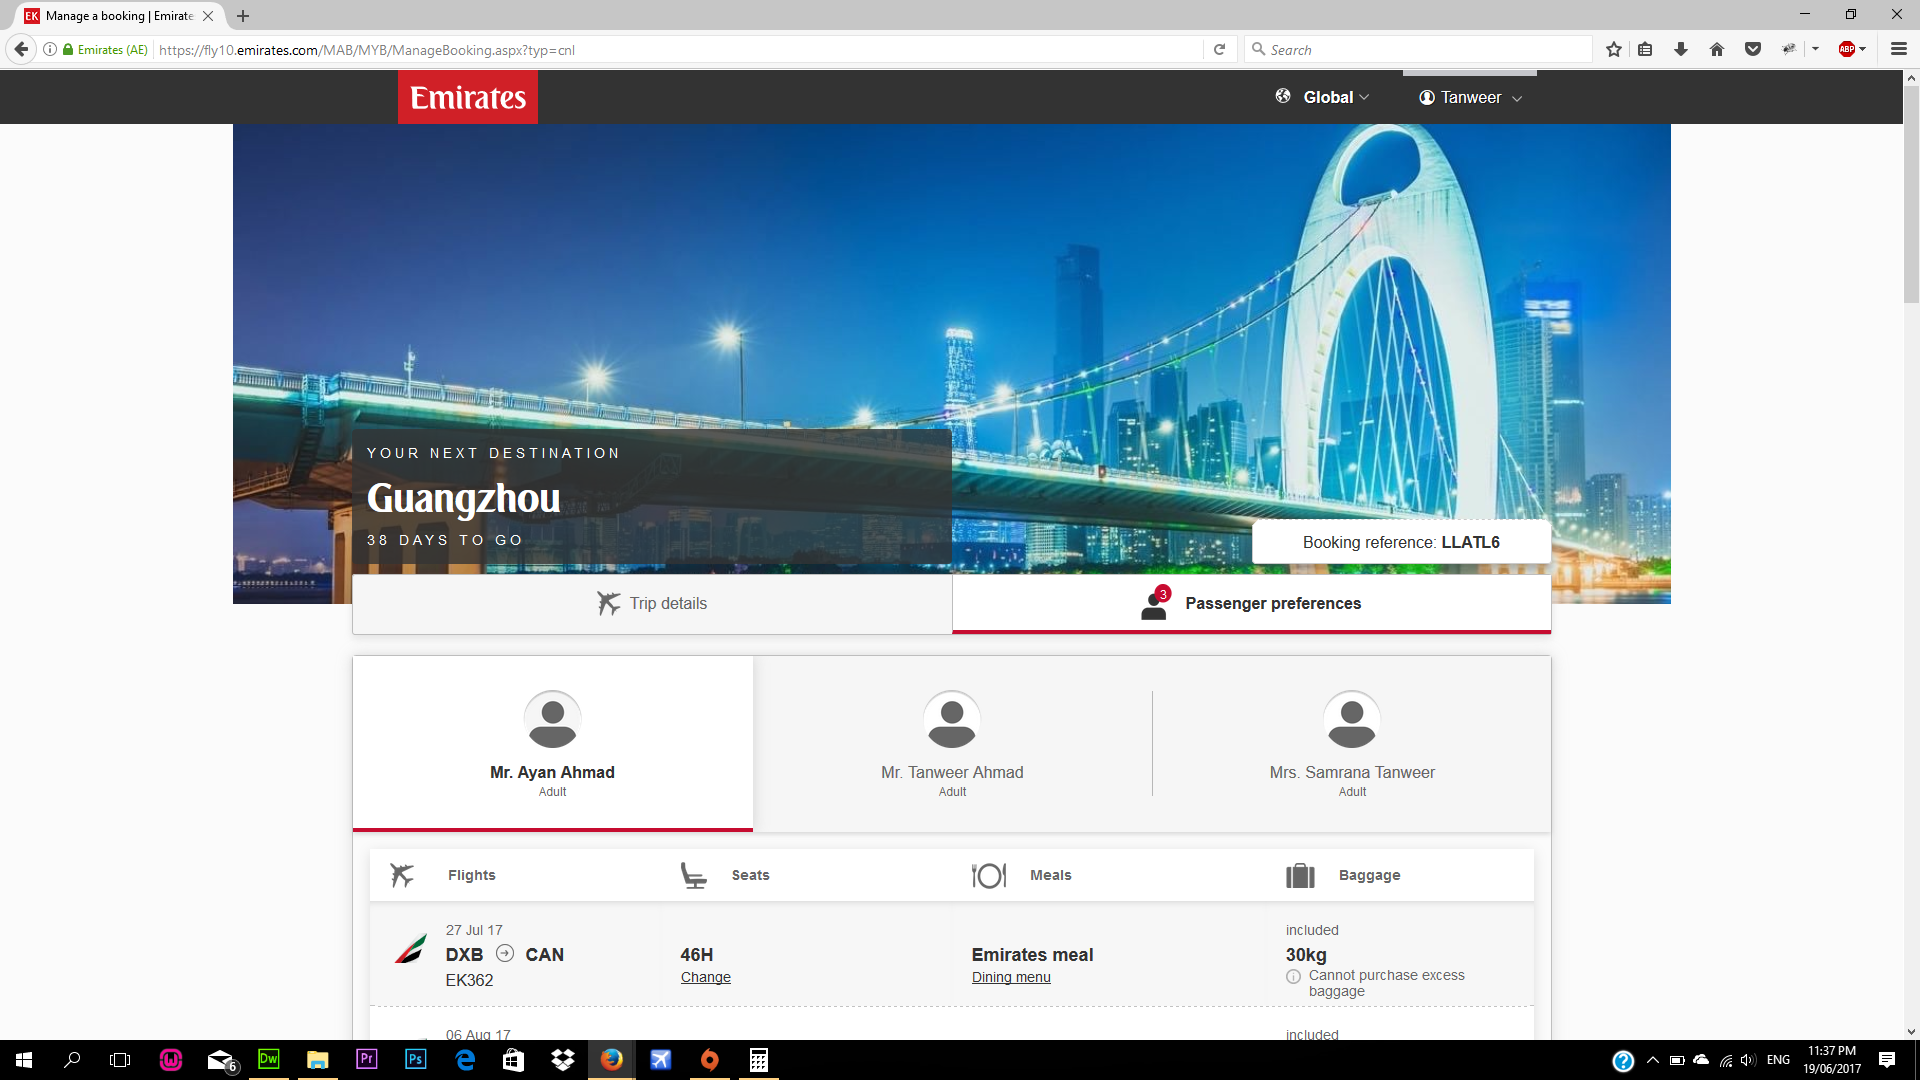 EK Manage a booking | Emirate
Emirates (AE) https://fly10.emirates.com/MAB/MYB/ManageBooking.aspx?typ=cnl Search ABP
Emirates Global Tanweer
YOUR NEXT DESTINATION
Guangzhou
38 DAYS TO GO
Booking reference: LLATL6
Trip details 3 Passenger preferences
Mr. Ayan Ahmad Mr. Tanweer Ahmad Mrs. Samrana Tanweer
Adult Adult Adult
Flights Seats Meals Baggage
27 Jul 17 included
DXB CAN 46H Emirates meal 30kg
EK362 Change Dining menu Cannot purchase excess
baggage
06 Aug 17 included
6 Dw Pr Ps ENG 11:37 PM
19/06/2017